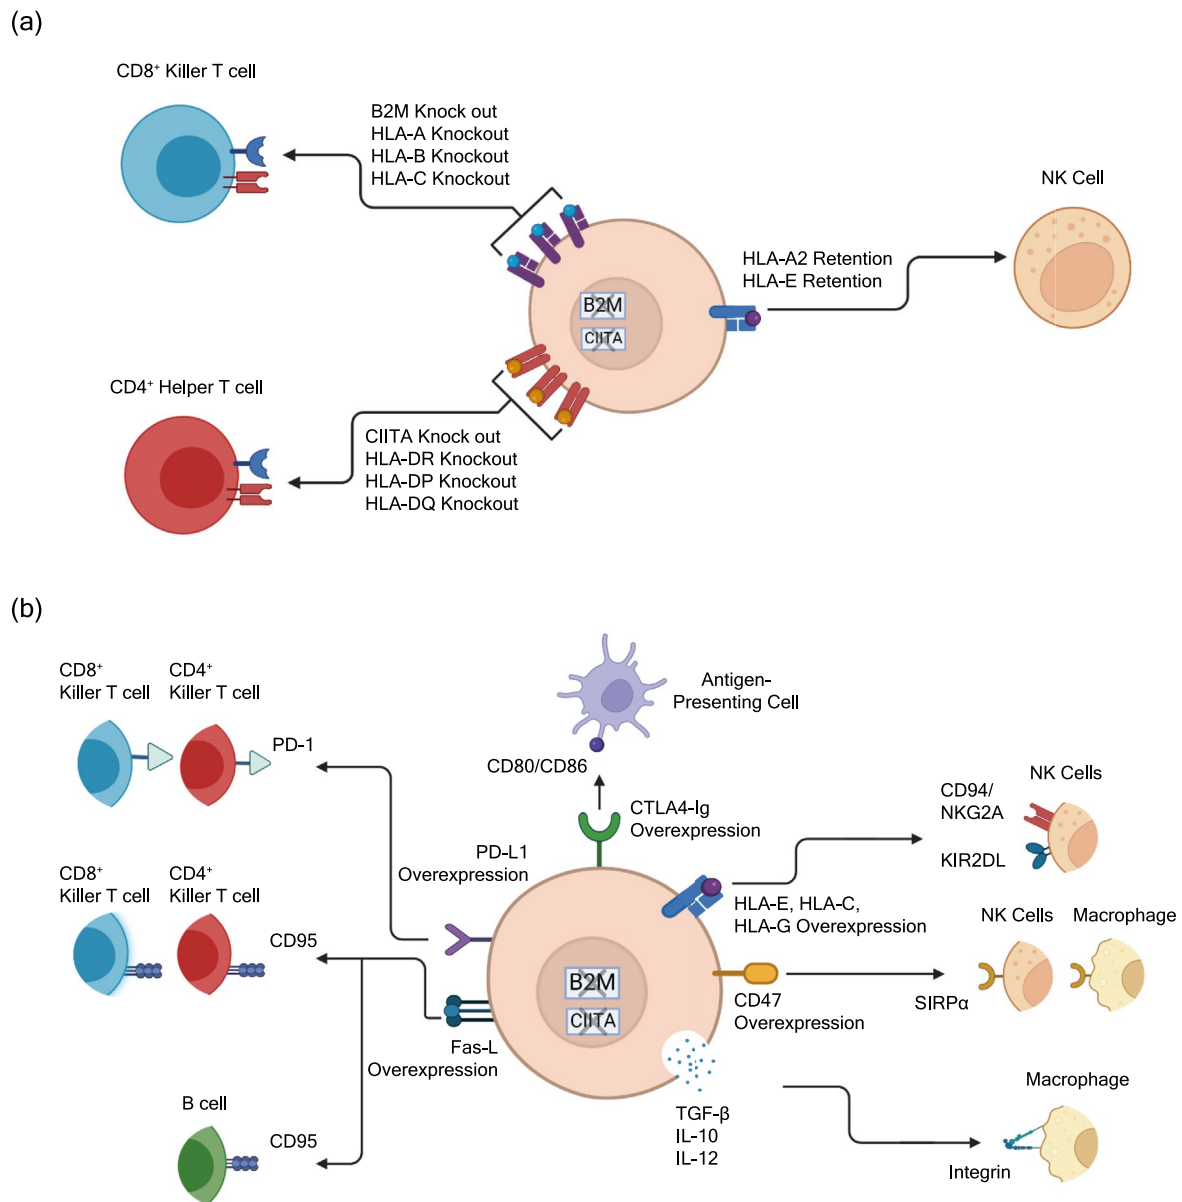 (a)
CD8⁺ Killer T cell
B2M Knock out
HLA-A Knockout
HLA-B Knockout
HLA-C Knockout
NK Cell
HLA-A2 Retention
HLA-E Retention
B2M
CIITA
CD4⁺ Helper T cell
CIITA Knock out
HLA-DR Knockout
HLA-DP Knockout
HLA-DQ Knockout
(b)
CD8⁺
Killer T cell
CD4⁺
Killer T cell
PD-1
Antigen-
Presenting Cell
CD80/CD86
CTLA4-Ig
Overexpression
PD-L1
Overexpression
NK Cells
CD94/
NKG2A
KIR2DL
HLA-E, HLA-C,
HLA-G Overexpression
CD8⁺
Killer T cell
CD4⁺
Killer T cell
CD95
NK Cells
Macrophage
SIRPα
CD47
Overexpression
B2M
CIITA
Fas-L
Overexpression
B cell
CD95
TGF-β
IL-10
IL-12
Macrophage
Integrin